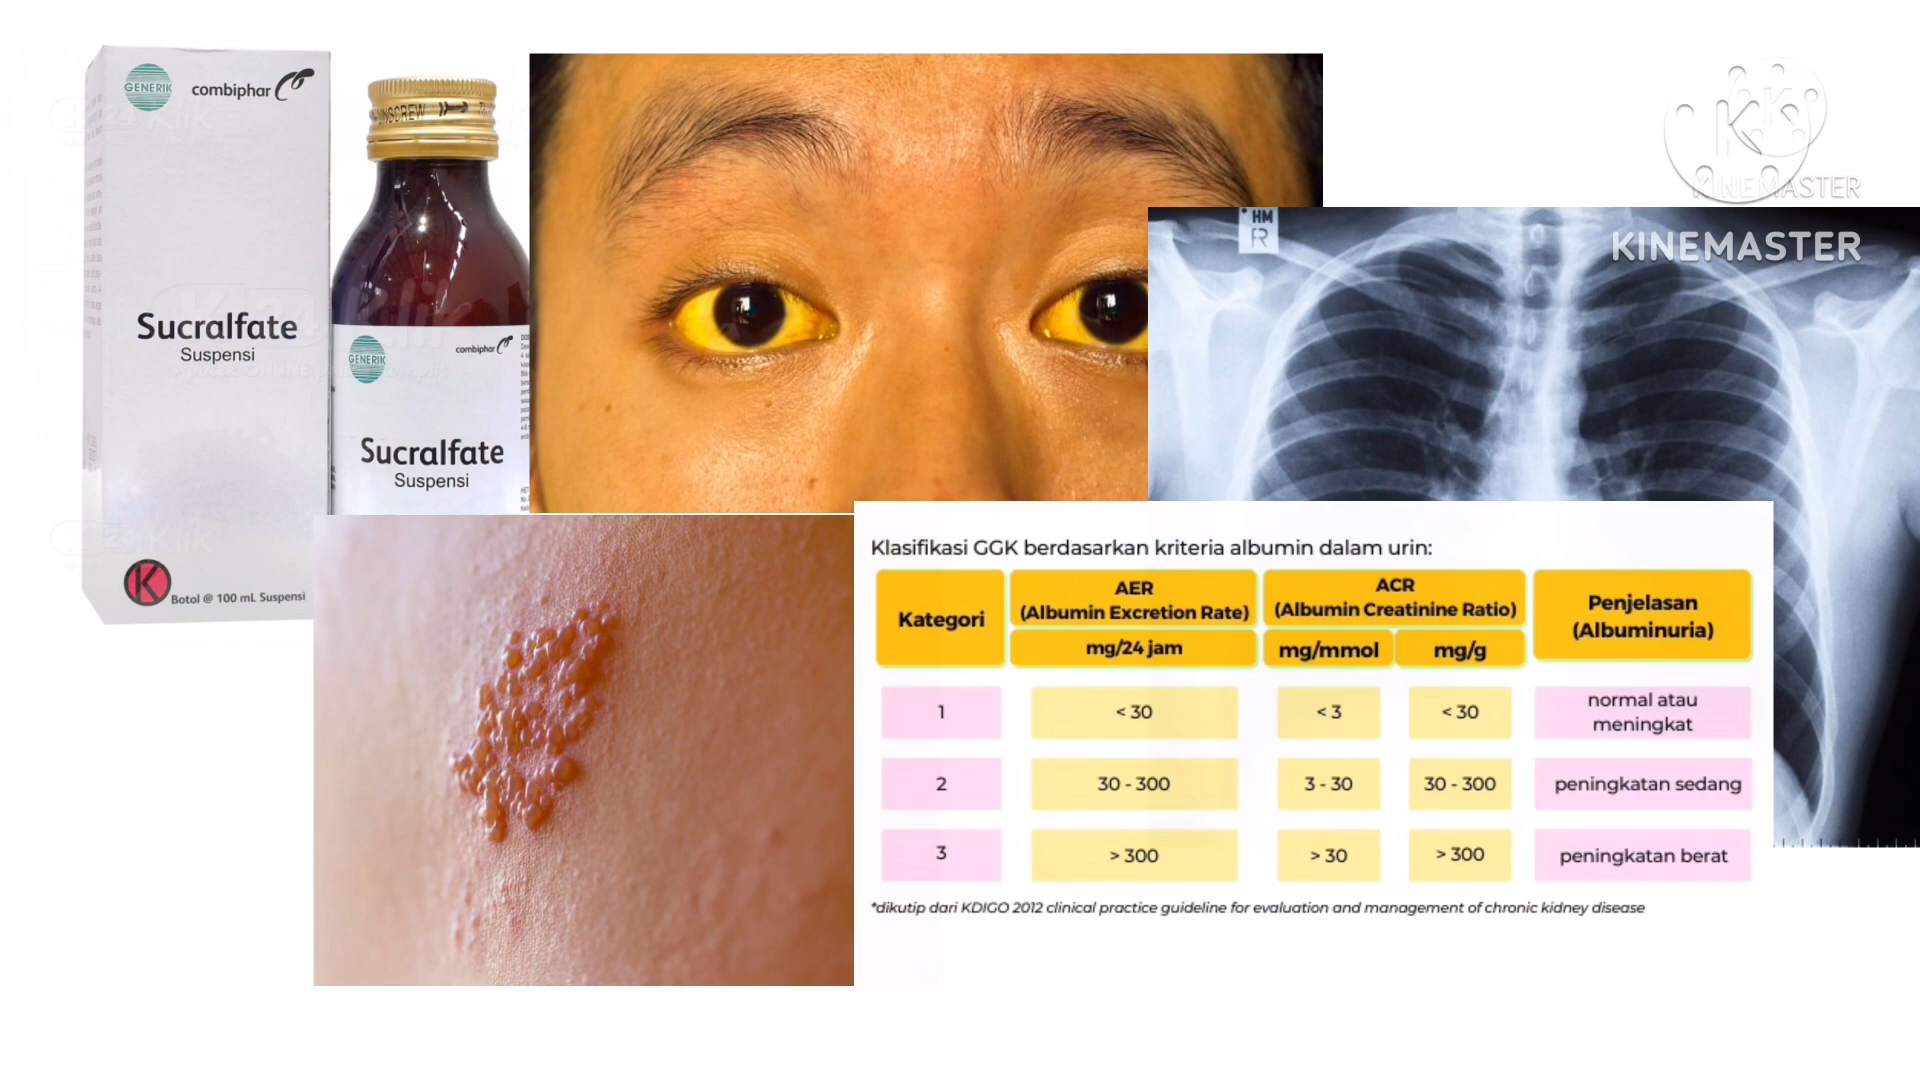 GENERIK
combiphar
Sucralfate
Suspensi
K
Botol @ 100 mL Suspensi
UNSCREW
GENERIK
combiphar
Sucralfate
Suspensi
HM
R
KINEMASTER
KINEMASTER
Klasifikasi GGK berdasarkan kriteria albumin dalam urin:
Kategori
AER
(Albumin Excretion Rate)
mg/24 jam
ACR
(Albumin Creatinine Ratio)
mg/mmol
mg/g
Penjelasan
(Albuminuria)
1
< 30
< 3
< 30
normal atau
meningkat
2
30 - 300
3 - 30
30 - 300
peningkatan sedang
3
> 300
> 30
> 300
peningkatan berat
*dikutip dari KDIGO 2012 clinical practice guideline for evaluation and management of chronic kidney disease